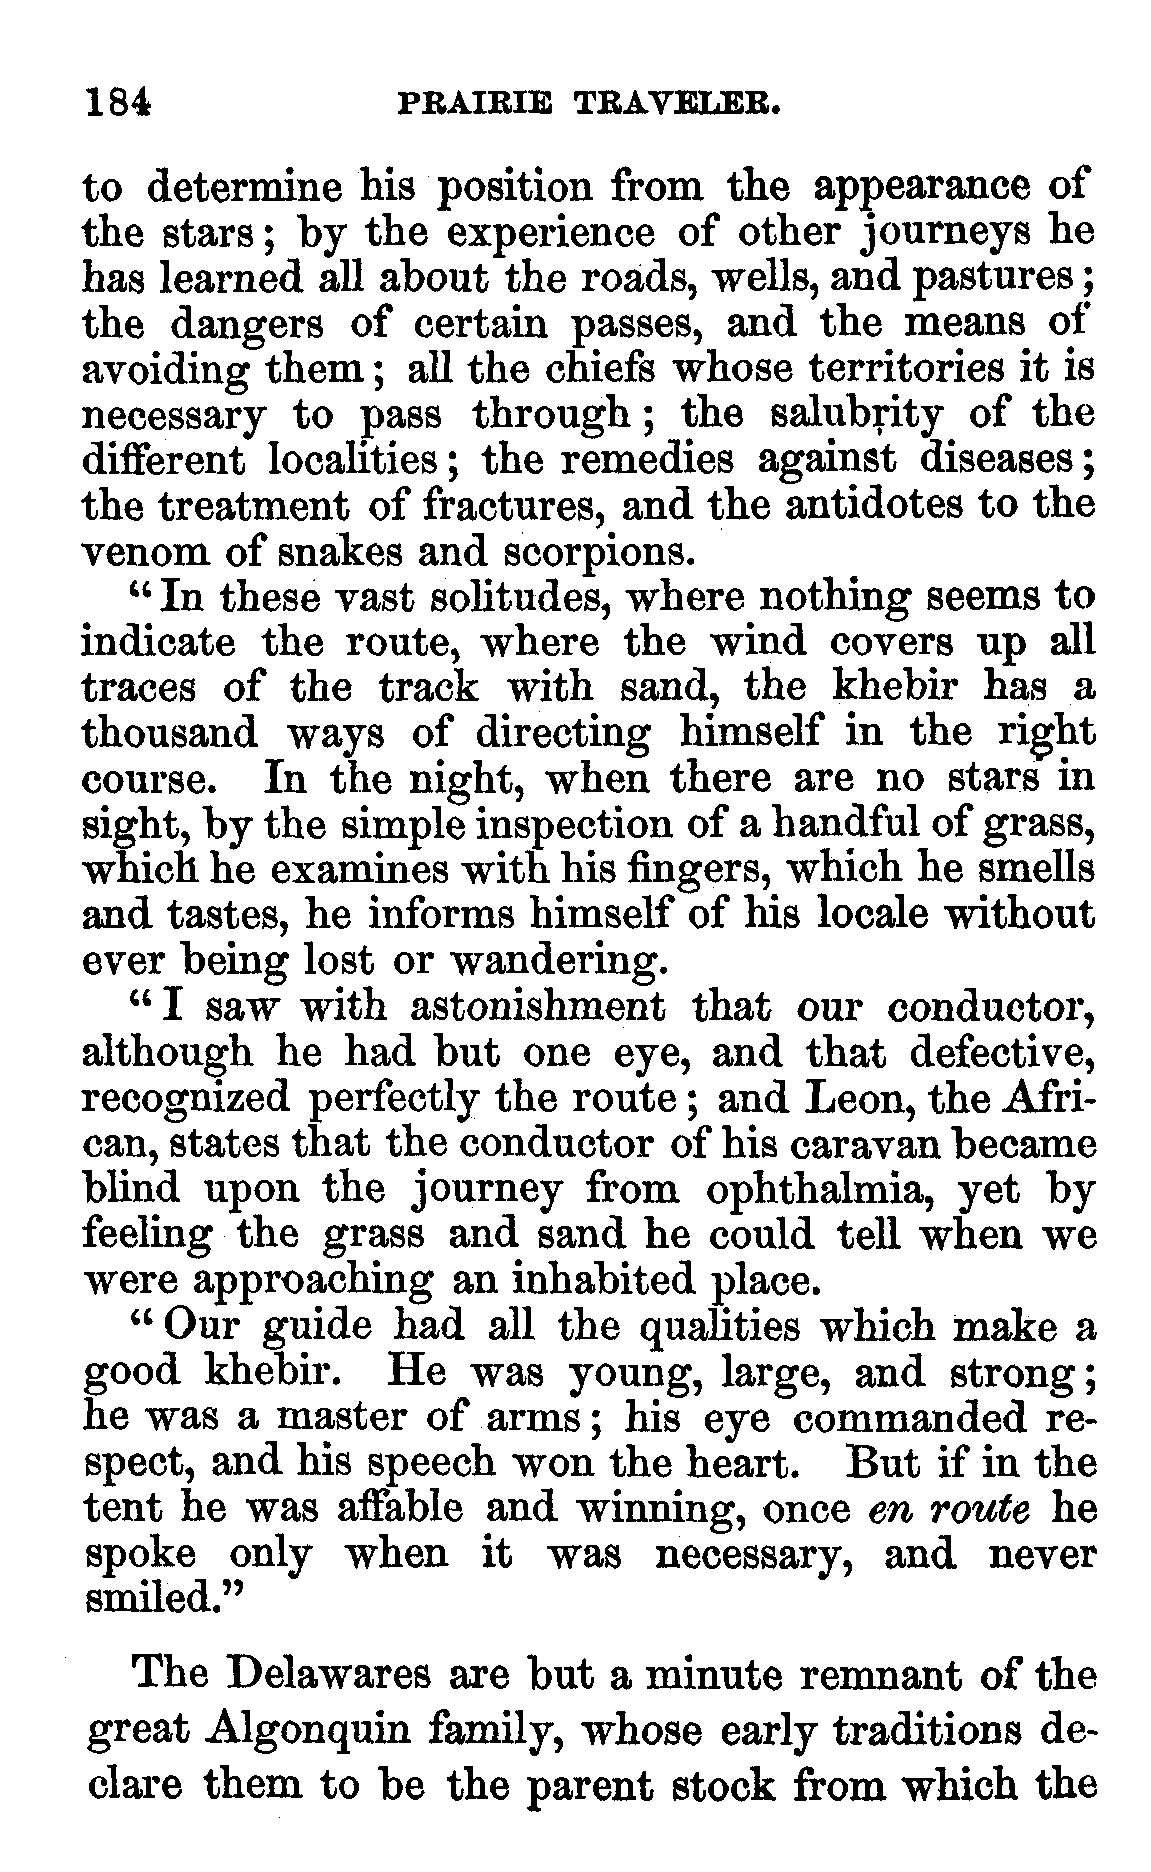 184 PRAIRIE TRAVELER.
to determine his position from the appearance of
the stars; by the experience of other journeys he
has learned all about the roads, wells, and pastures;
the dangers of certain passes, and the means of
avoiding them; all the chiefs whose territories it is
necessary to pass through; the salubrity of the
different localities; the remedies against diseases;
the treatment of fractures, and the antidotes to the
venom of snakes and scorpions.
“In these vast solitudes, where nothing seems to
indicate the route, where the wind covers up all
traces of the track with sand, the khebir has a
thousand ways of directing himself in the right
course. In the night, when there are no stars in
sight, by the simple inspection of a handful of grass,
which he examines with his fingers, which he smells
and tastes, he informs himself of his locale without
ever being lost or wandering.
“I saw with astonishment that our conductor,
although he had but one eye, and that defective,
recognized perfectly the route; and Leon, the Afri-
can, states that the conductor of his caravan became
blind upon the journey from ophthalmia, yet by
feeling the grass and sand he could tell when we
were approaching an inhabited place.
“Our guide had all the qualities which make a
good khebir. He was young, large, and strong;
he was a master of arms; his eye commanded re-
spect, and his speech won the heart. But if in the
tent he was affable and winning, once en route he
spoke only when it was necessary, and never
smiled.”
The Delawares are but a minute remnant of the
great Algonquin family, whose early traditions de-
clare them to be the parent stock from which the